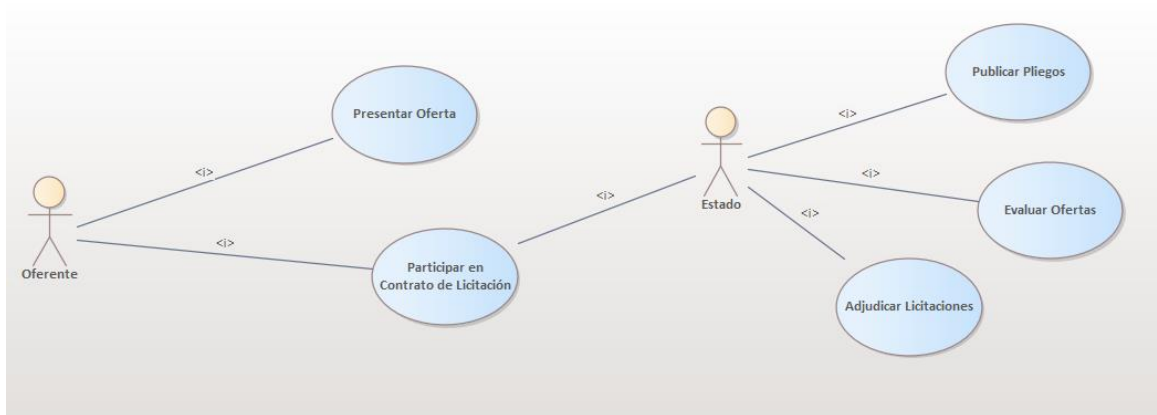 Publicar Pliegos
Presentar Oferta
<i>
<i>
<i>
<i>
Estado
Evaluar Ofertas
<i>
<i>
Oferente
Participar en
Contrato de Licitación
Adjudicar Licitaciones